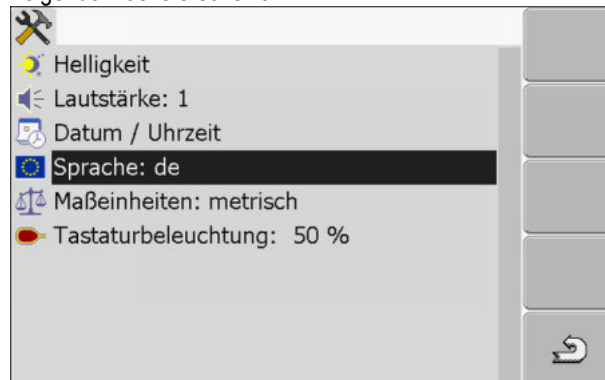 Helligkeit
Lautstärke: 1
Datum / Uhrzeit
Sprache: de
Maßeinheiten: metrisch
Tastaturbeleuchtung: 50 %